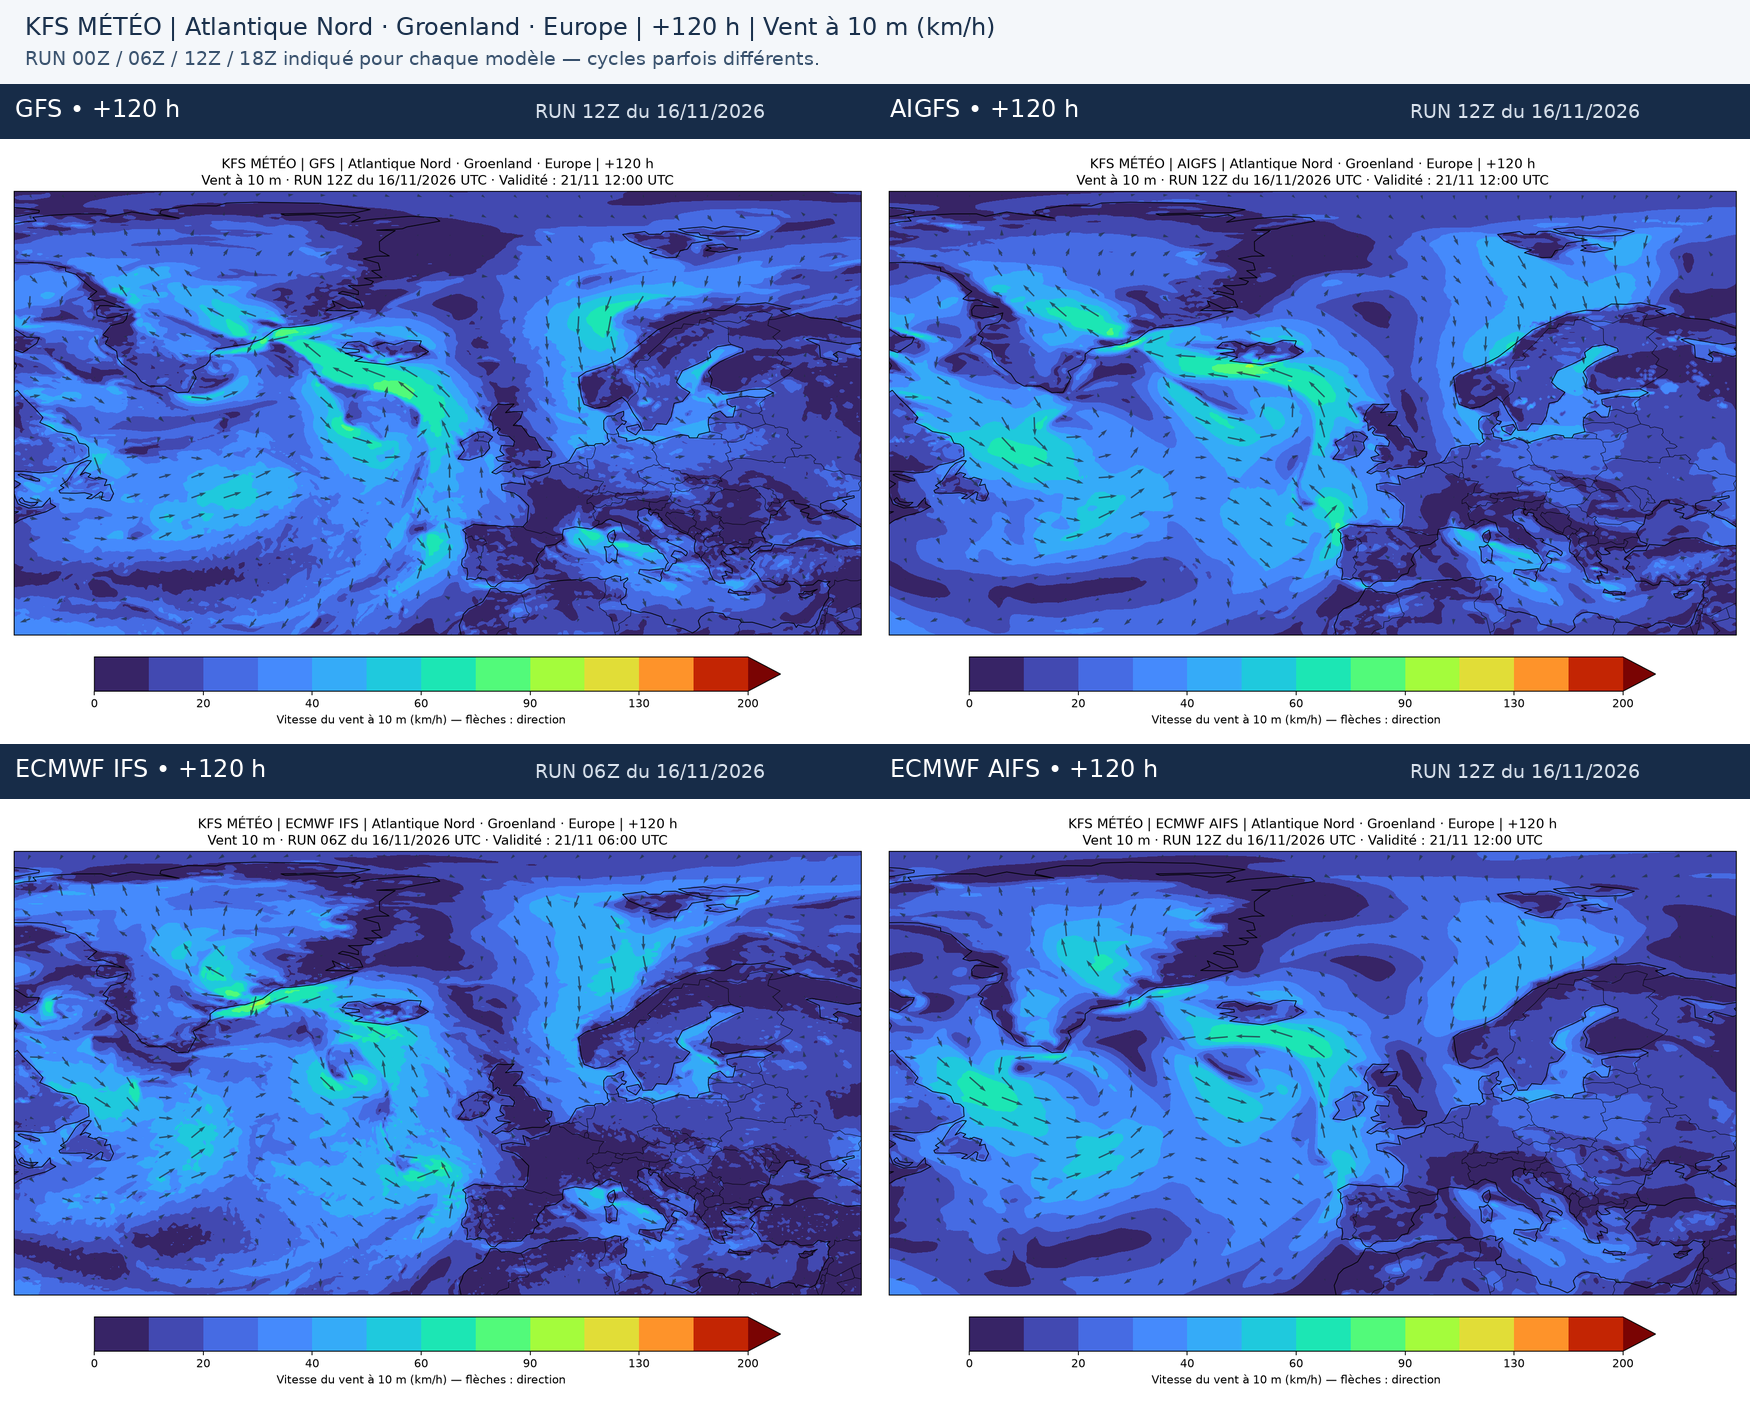 KFS MÉTÉO | Atlantique Nord · Groenland · Europe | +120 h | Vent à 10 m (km/h)
RUN 00Z / 06Z / 12Z / 18Z indiqué pour chaque modèle — cycles parfois différents.
GFS • +120 h RUN 12Z du 16/11/2026
KFS MÉTÉO | GFS | Atlantique Nord · Groenland · Europe | +120 h
Vent à 10 m · RUN 12Z du 16/11/2026 UTC · Validité : 21/11 12:00 UTC
0 20 40 60 90 130 200
Vitesse du vent à 10 m (km/h) — flèches : direction
AIGFS • +120 h RUN 12Z du 16/11/2026
KFS MÉTÉO | AIGFS | Atlantique Nord · Groenland · Europe | +120 h
Vent à 10 m · RUN 12Z du 16/11/2026 UTC · Validité : 21/11 12:00 UTC
0 20 40 60 90 130 200
Vitesse du vent à 10 m (km/h) — flèches : direction
ECMWF IFS • +120 h RUN 06Z du 16/11/2026
KFS MÉTÉO | ECMWF IFS | Atlantique Nord · Groenland · Europe | +120 h
Vent 10 m · RUN 06Z du 16/11/2026 UTC · Validité : 21/11 06:00 UTC
0 20 40 60 90 130 200
Vitesse du vent à 10 m (km/h) — flèches : direction
ECMWF AIFS • +120 h RUN 12Z du 16/11/2026
KFS MÉTÉO | ECMWF AIFS | Atlantique Nord · Groenland · Europe | +120 h
Vent 10 m · RUN 12Z du 16/11/2026 UTC · Validité : 21/11 12:00 UTC
0 20 40 60 90 130 200
Vitesse du vent à 10 m (km/h) — flèches : direction